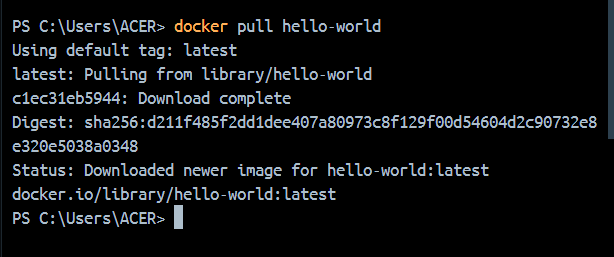 PS C:\Users\ACER> docker pull hello-world
Using default tag: latest
latest: Pulling from library/hello-world
c1ec31eb5944: Download complete
Digest: sha256:d211f485f2dd1dee407a80973c8f129f00d54604d2c90732e8
e320e5038a0348
Status: Downloaded newer image for hello-world:latest
docker.io/library/hello-world:latest
PS C:\Users\ACER>